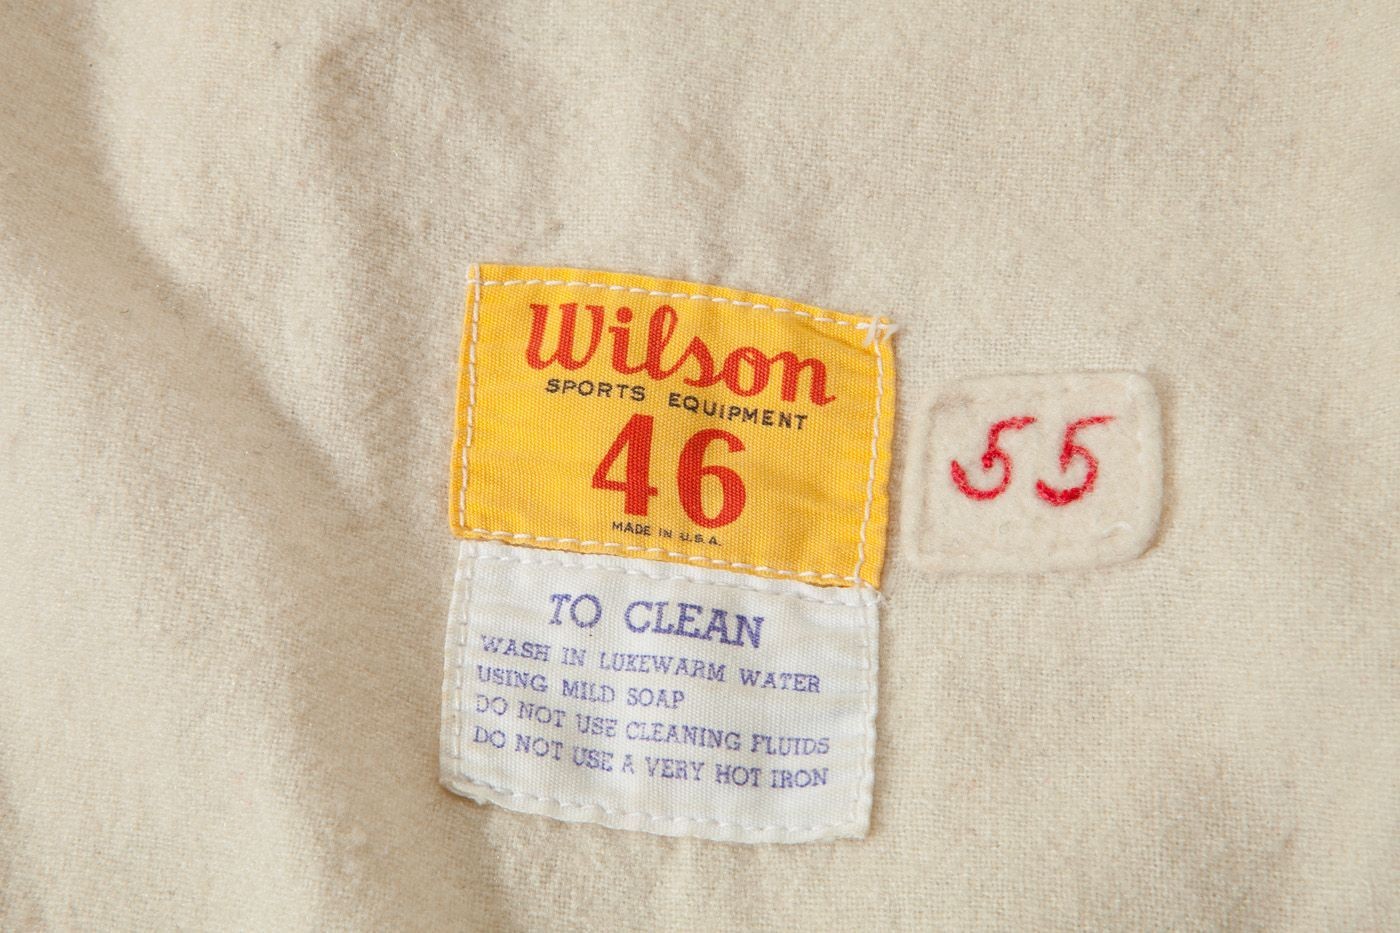 Wilson
SPORTS EQUIPMENT
46
MADE IN U.S.A.
55
TO CLEAN
WASH IN LUKEWARM WATER
USING MILD SOAP
DO NOT USE CLEANING FLUIDS
DO NOT USE A VERY HOT IRON